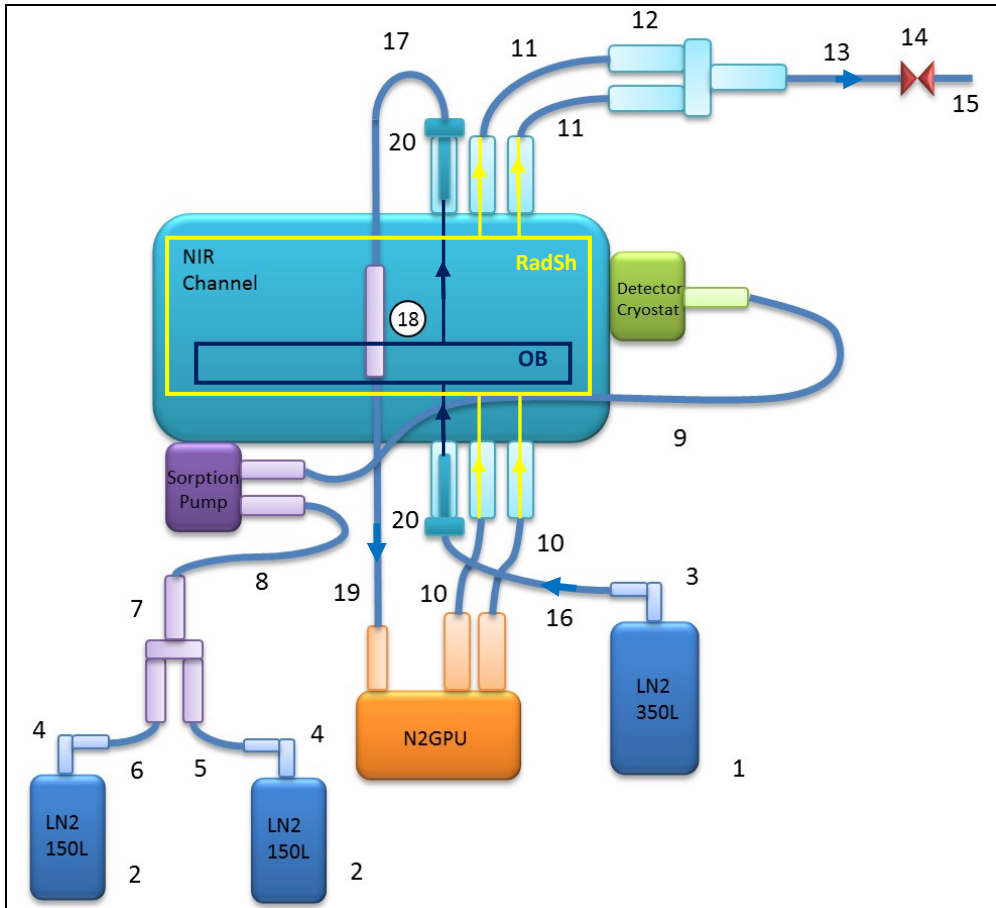 12
17
11
13
14
15
20
11
NIR
Channel
RadSh
Detector
Cryostat
18
OB
9
Sorption
Pump
20
10
8
19
10
16
3
7
LN2
350L
N2GPU
4
4
6
5
1
LN2
150L
LN2
150L
2
2